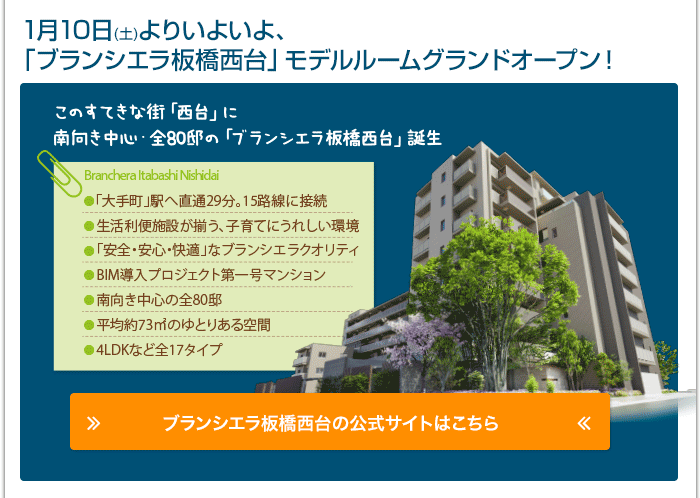 1月10日(土)よりいよいよ、
「ブランシエラ板橋西台」モデルルームグランドオープン!
このすてきな街「西台」に
南向き中心・全80邸の「ブランシエラ板橋西台」誕生
Branchera Itabashi Nishidai
●「大手町」駅へ直通29分。15路線に接続
●生活利便施設が揃う、子育てにうれしい環境
●「安全・安心・快適」なブランシエラクオリティ
●BIM導入プロジェクト第一号マンション
●南向き中心の全80邸
●平均約73㎡のゆとりある空間
●4LDKなど全17タイプ
ブランシエラ板橋西台の公式サイトはこちら